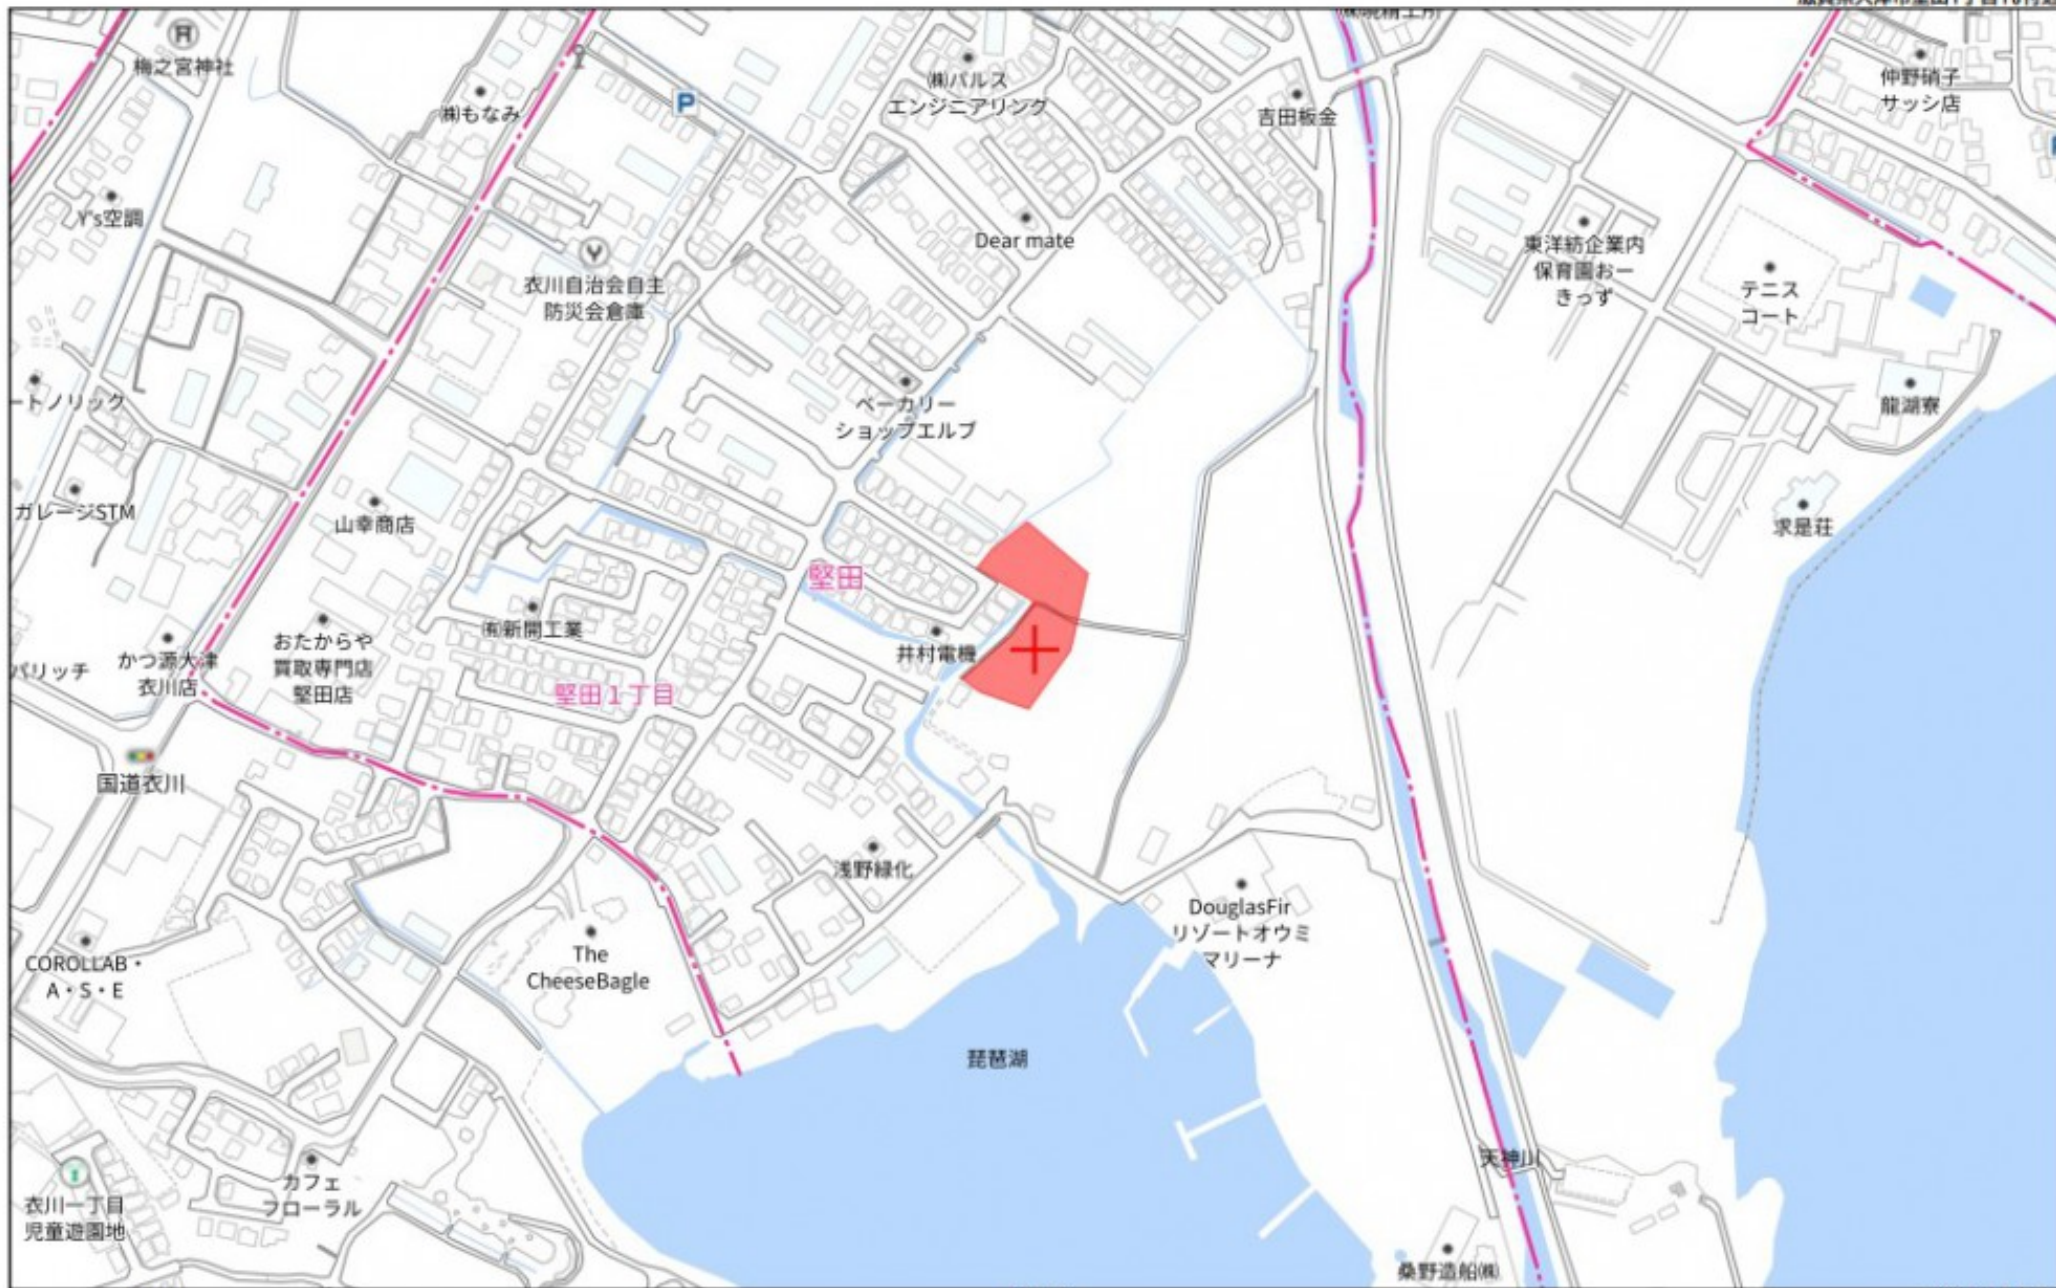 梅之宮神社
㈱もなみ
P
㈱パルス
エンジニアリング
吉田板金
仲野硝子
サッシ店
Y's空調
衣川自治会自主
防災会倉庫
Dear mate
東洋紡企業内
保育園おー
きっず
テニス
コート
ートノリック
ベーカリー
ショップエルブ
龍湖寮
ガレージSTM
山幸商店
求是荘
堅田
㈲新開工業
おたからや
買取専門店
堅田店
かつ源大津
衣川店
パリッチ
井村電機
堅田1丁目
国道衣川
浅野緑化
DouglasFir
リゾートオウミ
マリーナ
The
CheeseBagle
COROLLAB・
A・S・E
琵琶湖
天神川
カフェ
フローラル
衣川一丁目
児童遊園地
桑野造船㈱